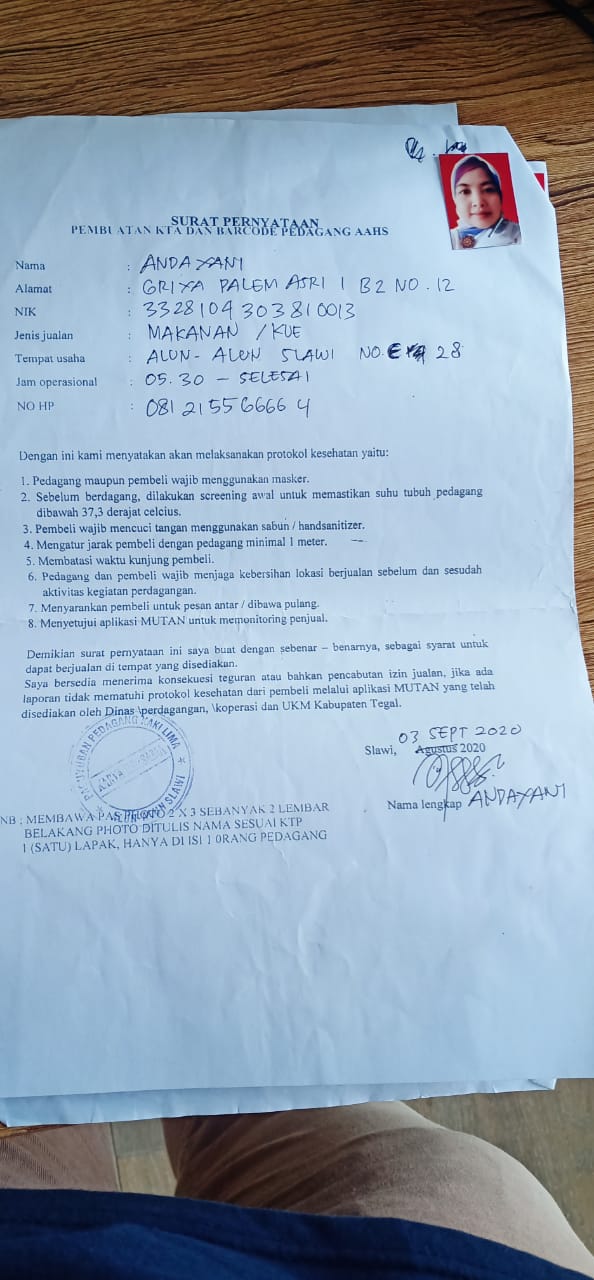 SURAT PERNYATAAN
PEMBUATAN KTA DAN BARCODE PEDAGANG AAHS
Nama : ANDAYANI
Alamat : GRIYA PALEM ASRI 1 B2 NO. 12
NIK : 3328104303810013
Jenis jualan : MAKANAN / KUE
Tempat usaha : ALUN-ALUN SLAWI NO. 28
Jam operasional : 05.30 – SELESAI
NO HP : 081215566664
Dengan ini kami menyatakan akan melaksanakan protokol kesehatan yaitu:
1. Pedagang maupun pembeli wajib menggunakan masker.
2. Sebelum berdagang, dilakukan screening awal untuk memastikan suhu tubuh pedagang
dibawah 37,3 derajat celcius.
3. Pembeli wajib mencuci tangan menggunakan sabun / handsanitizer.
4. Mengatur jarak pembeli dengan pedagang minimal 1 meter.
5. Membatasi waktu kunjung pembeli.
6. Pedagang dan pembeli wajib menjaga kebersihan lokasi berjualan sebelum dan sesudah
aktivitas kegiatan perdagangan.
7. Menyarankan pembeli untuk pesan antar / dibawa pulang.
8. Menyetujui aplikasi MUTAN untuk memonitoring penjual.
Demikian surat pernyataan ini saya buat dengan sebenar – benarnya, sebagai syarat untuk
dapat berjualan di tempat yang disediakan.
Saya bersedia menerima konsekuesi teguran atau bahkan pencabutan izin jualan, jika ada
laporan tidak mematuhi protokol kesehatan dari pembeli melalui aplikasi MUTAN yang telah
disediakan oleh Dinas \perdagangan, \koperasi dan UKM Kabupaten Tegal.
03 SEPT 2020
Slawi, Agustus 2020
Nama lengkap ANDAYANI
PAGUYUBAN PEDAGANG KAKI LIMA
SLAWI
NB : MEMBAWA PAS PHOTO 2 X 3 SEBANYAK 2 LEMBAR
BELAKANG PHOTO DITULIS NAMA SESUAI KTP
1 (SATU) LAPAK, HANYA DI ISI 1 0RANG PEDAGANG